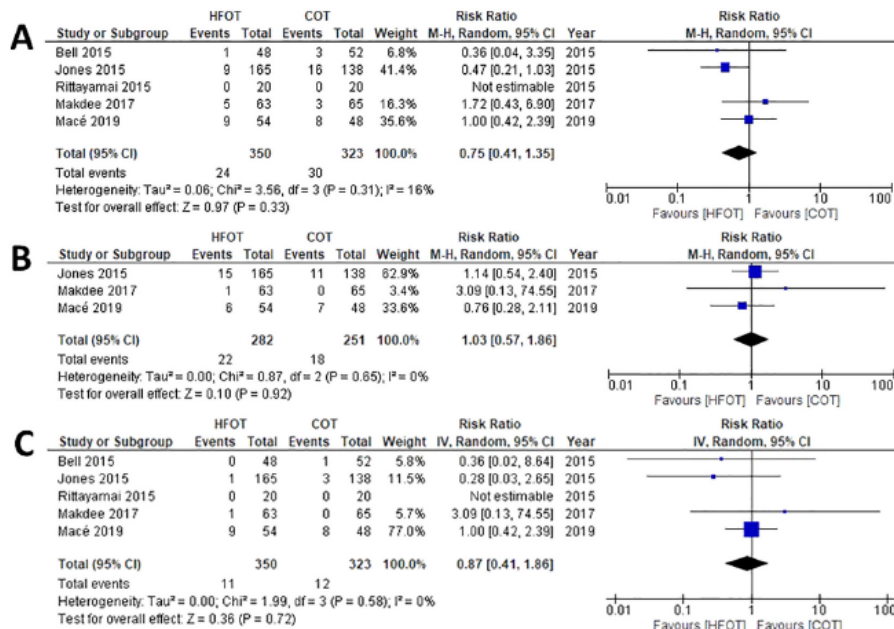 A
HFOT COT Risk Ratio Risk Ratio
Study or Subgroup Events Total Events Total Weight M-H, Random, 95% CI Year M-H, Random, 95% CI
Bell 2015 1 48 3 52 6.8% 0.36 [0.04, 3.35] 2015
Jones 2015 9 165 16 138 41.4% 0.47 [0.21, 1.03] 2015
Rittayamai 2015 0 20 0 20 Not estimable 2015
Makdee 2017 5 63 3 65 16.3% 1.72 [0.43, 6.90] 2017
Macé 2019 9 54 8 48 35.6% 1.00 [0.42, 2.39] 2019
Total (95% CI) 350 323 100.0% 0.75 [0.41, 1.35]
Total events 24 30
Heterogeneity: Tau² = 0.06; Chi² = 3.56, df = 3 (P = 0.31); I² = 16%
Test for overall effect: Z = 0.97 (P = 0.33)
0.01 0.1 1 10 100
Favours [HFOT] Favours [COT]
B
HFOT COT Risk Ratio Risk Ratio
Study or Subgroup Events Total Events Total Weight M-H, Random, 95% CI Year M-H, Random, 95% CI
Jones 2015 15 165 11 138 62.9% 1.14 [0.54, 2.40] 2015
Makdee 2017 1 63 0 65 3.4% 3.09 [0.13, 74.55] 2017
Macé 2019 6 54 7 48 33.6% 0.76 [0.28, 2.11] 2019
Total (95% CI) 282 251 100.0% 1.03 [0.57, 1.86]
Total events 22 18
Heterogeneity: Tau² = 0.00; Chi² = 0.87, df = 2 (P = 0.65); I² = 0%
Test for overall effect: Z = 0.10 (P = 0.92)
0.01 0.1 1 10 100
Favours [HFOT] Favours [COT]
C
HFOT COT Risk Ratio Risk Ratio
Study or Subgroup Events Total Events Total Weight IV, Random, 95% CI Year IV, Random, 95% CI
Bell 2015 0 48 1 52 5.8% 0.36 [0.02, 8.64] 2015
Jones 2015 1 165 3 138 11.5% 0.28 [0.03, 2.65] 2015
Rittayamai 2015 0 20 0 20 Not estimable 2015
Makdee 2017 1 63 0 65 5.7% 3.09 [0.13, 74.55] 2017
Macé 2019 9 54 8 48 77.0% 1.00 [0.42, 2.39] 2019
Total (95% CI) 350 323 100.0% 0.87 [0.41, 1.86]
Total events 11 12
Heterogeneity: Tau² = 0.00; Chi² = 1.99, df = 3 (P = 0.58); I² = 0%
Test for overall effect: Z = 0.36 (P = 0.72)
0.01 0.1 1 10 100
Favours [HFOT] Favours [COT]